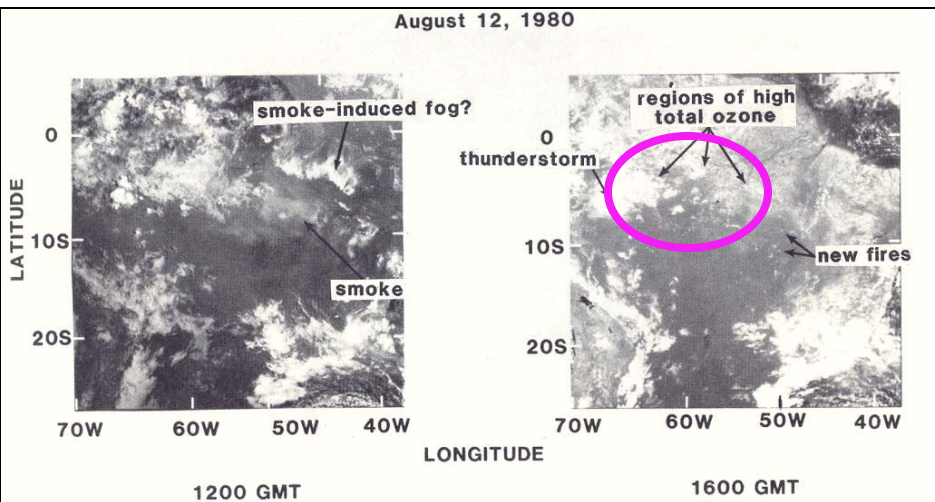 August 12, 1980
smoke-induced fog?
smoke
LATITUDE
0
10S
20S
70W 60W 50W 40W
1200 GMT
regions of high
total ozone
thunderstorm
new fires
0
10S
20S
70W 60W 50W 40W
LONGITUDE
1600 GMT